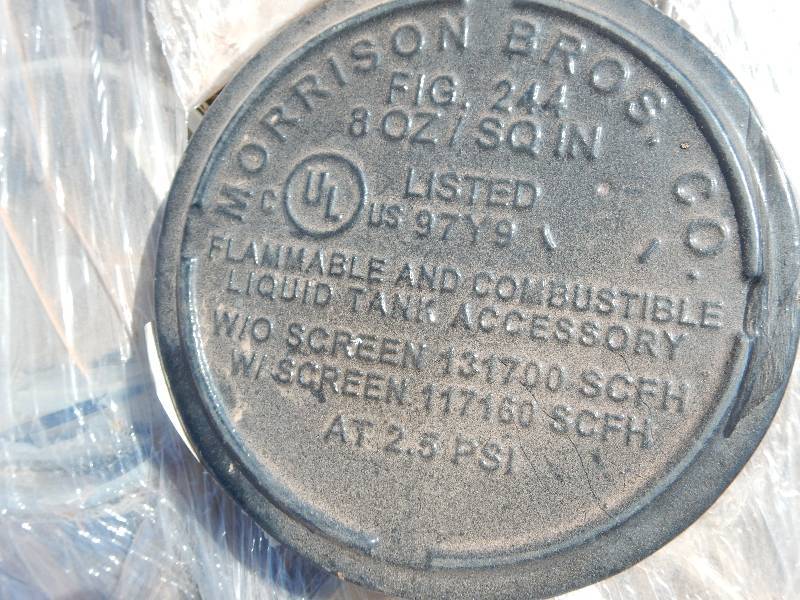 MORRISON BROS. CO.
FIG. 244
8 OZ / SQ IN
LISTED
C UL US 97Y9
FLAMMABLE AND COMBUSTIBLE
LIQUID TANK ACCESSORY
W/O SCREEN 131700 SCFH
W/ SCREEN 117160 SCFH
AT 2.5 PSI